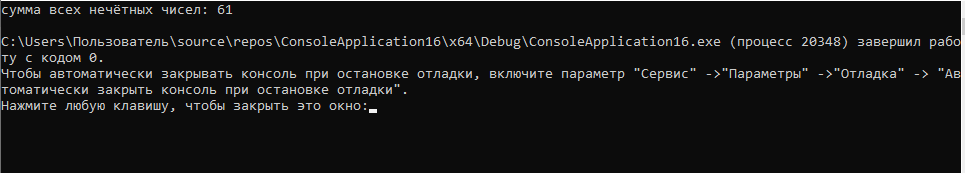 сумма всех нечётных чисел: 61
C:\Users\Пользователь\source\repos\ConsoleApplication16\x64\Debug\ConsoleApplication16.exe (процесс 20348) завершил рабо
ту с кодом 0.
Чтобы автоматически закрывать консоль при остановке отладки, включите параметр "Сервис" ->"Параметры" ->"Отладка" -> "Ав
томатически закрыть консоль при остановке отладки".
Нажмите любую клавишу, чтобы закрыть это окно: